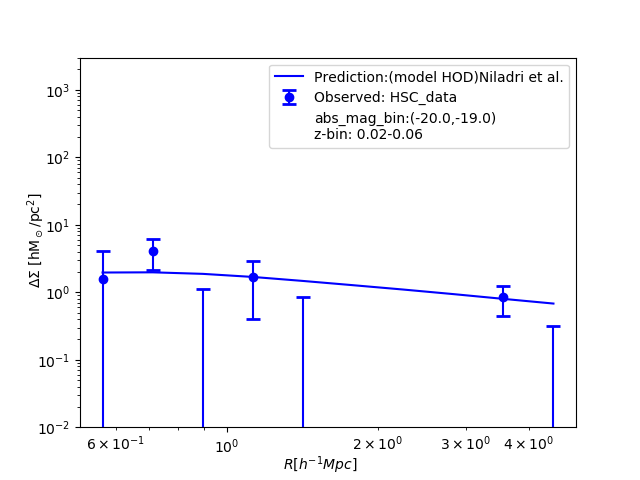 Prediction:(model HOD)Niladri et al.
Observed: HSC_data
abs_mag_bin:(-20.0,-19.0)
z-bin: 0.02-0.06
10³
10²
10¹
10⁰
10⁻¹
10⁻²
ΔΣ [hM⊙/pc²]
6 × 10⁻¹ 10⁰ 2 × 10⁰ 3 × 10⁰ 4 × 10⁰
R[h⁻¹Mpc]